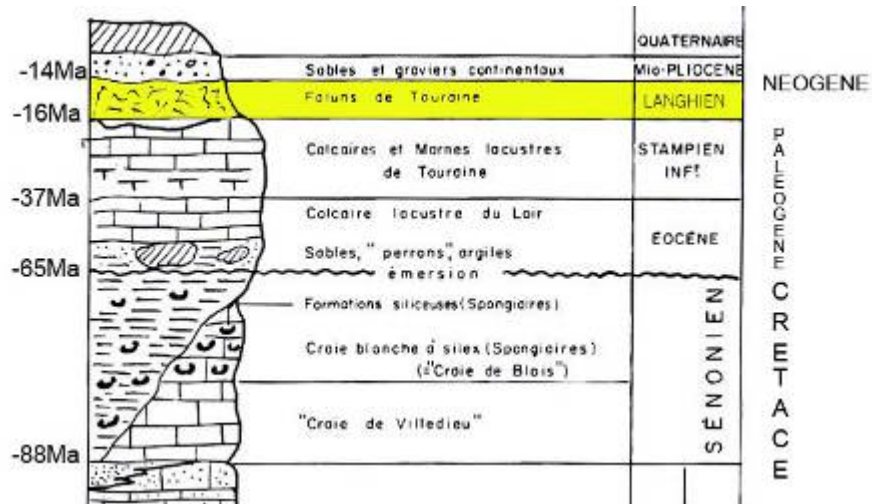 QUATERNAIRE
-14Ma
Sables et graviers continentaux
Mio-PLIOCENE
NEOGENE
Faluns de Touraine
LANGHIEN
-16Ma
Calcaires et Marnes lacustres
de Touraine
STAMPIEN
INFt
PALEOGENE
-37Ma
Calcaire lacustre du Loir
EOCÈNE
Sables, "perrons", argiles
-65Ma
émersion
Formations siliceuses (Spongiaires)
CRETACE
SÉNONIEN
Craie blanche à silex (Spongiaires)
(="Craie de Blois")
"Craie de Villedieu"
-88Ma